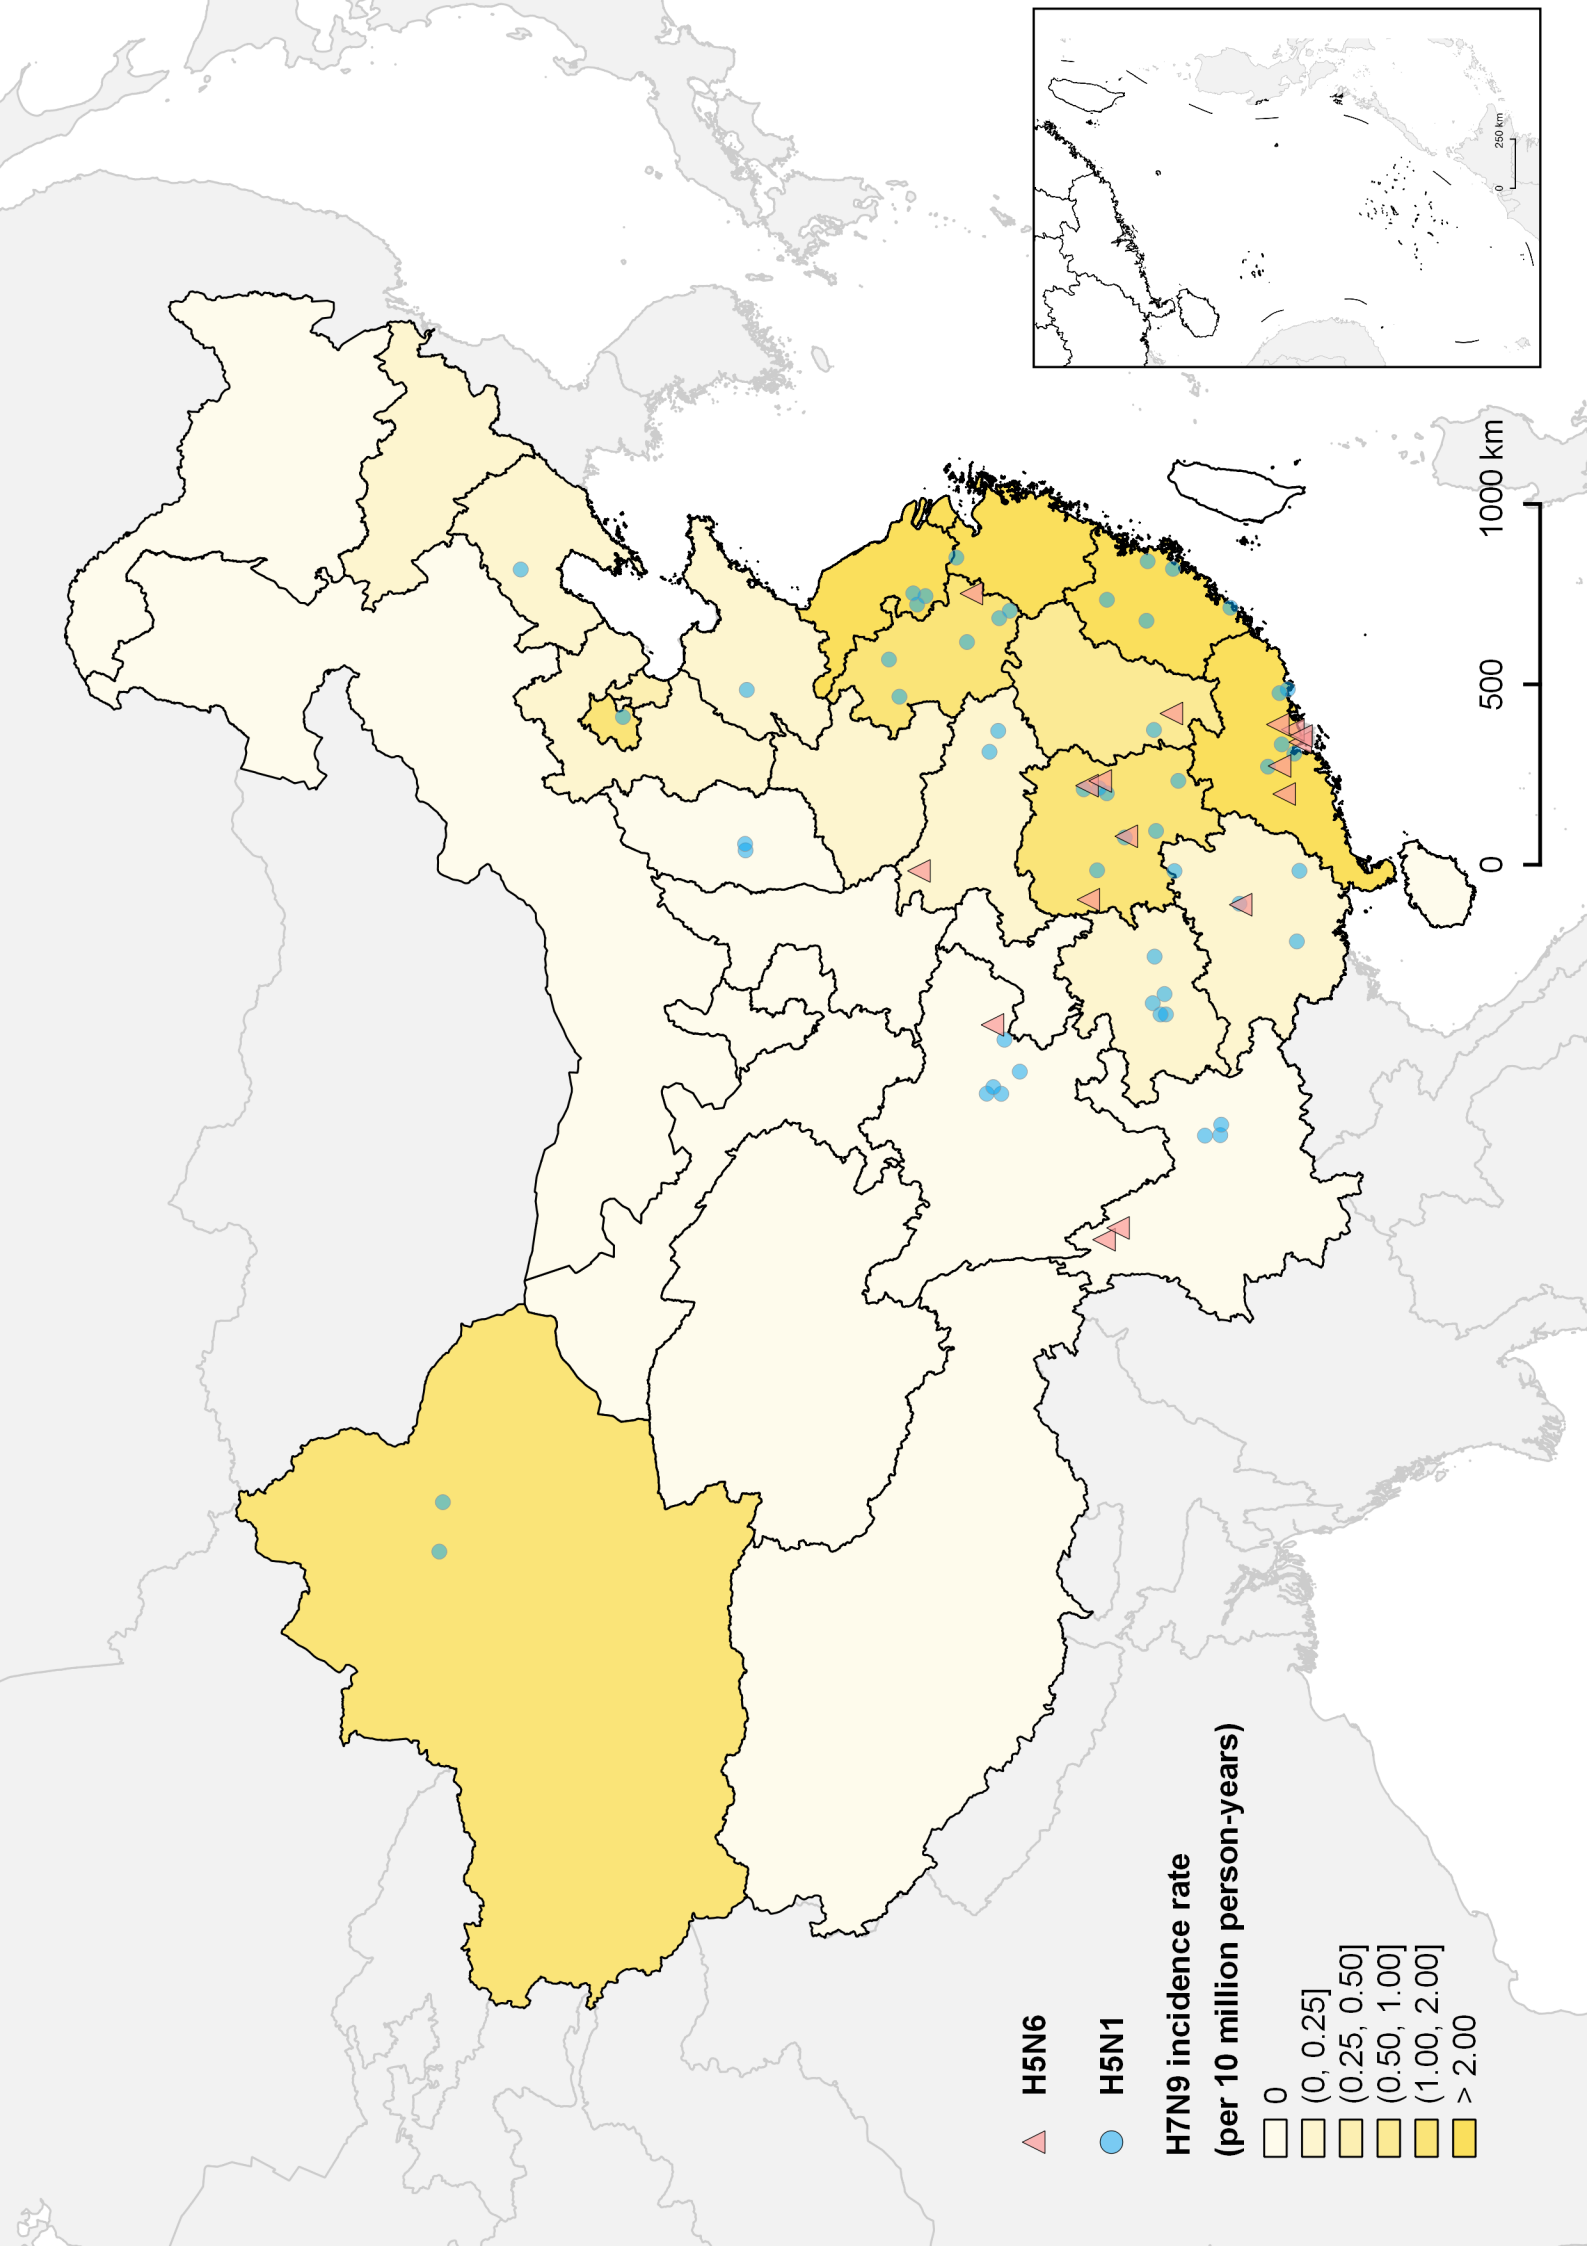 H5N6
H5N1
H7N9 incidence rate
(per 10 million person-years)
0
(0, 0.25]
(0.25, 0.50]
(0.50, 1.00]
(1.00, 2.00]
> 2.00
0 500 1000 km
0 250 km